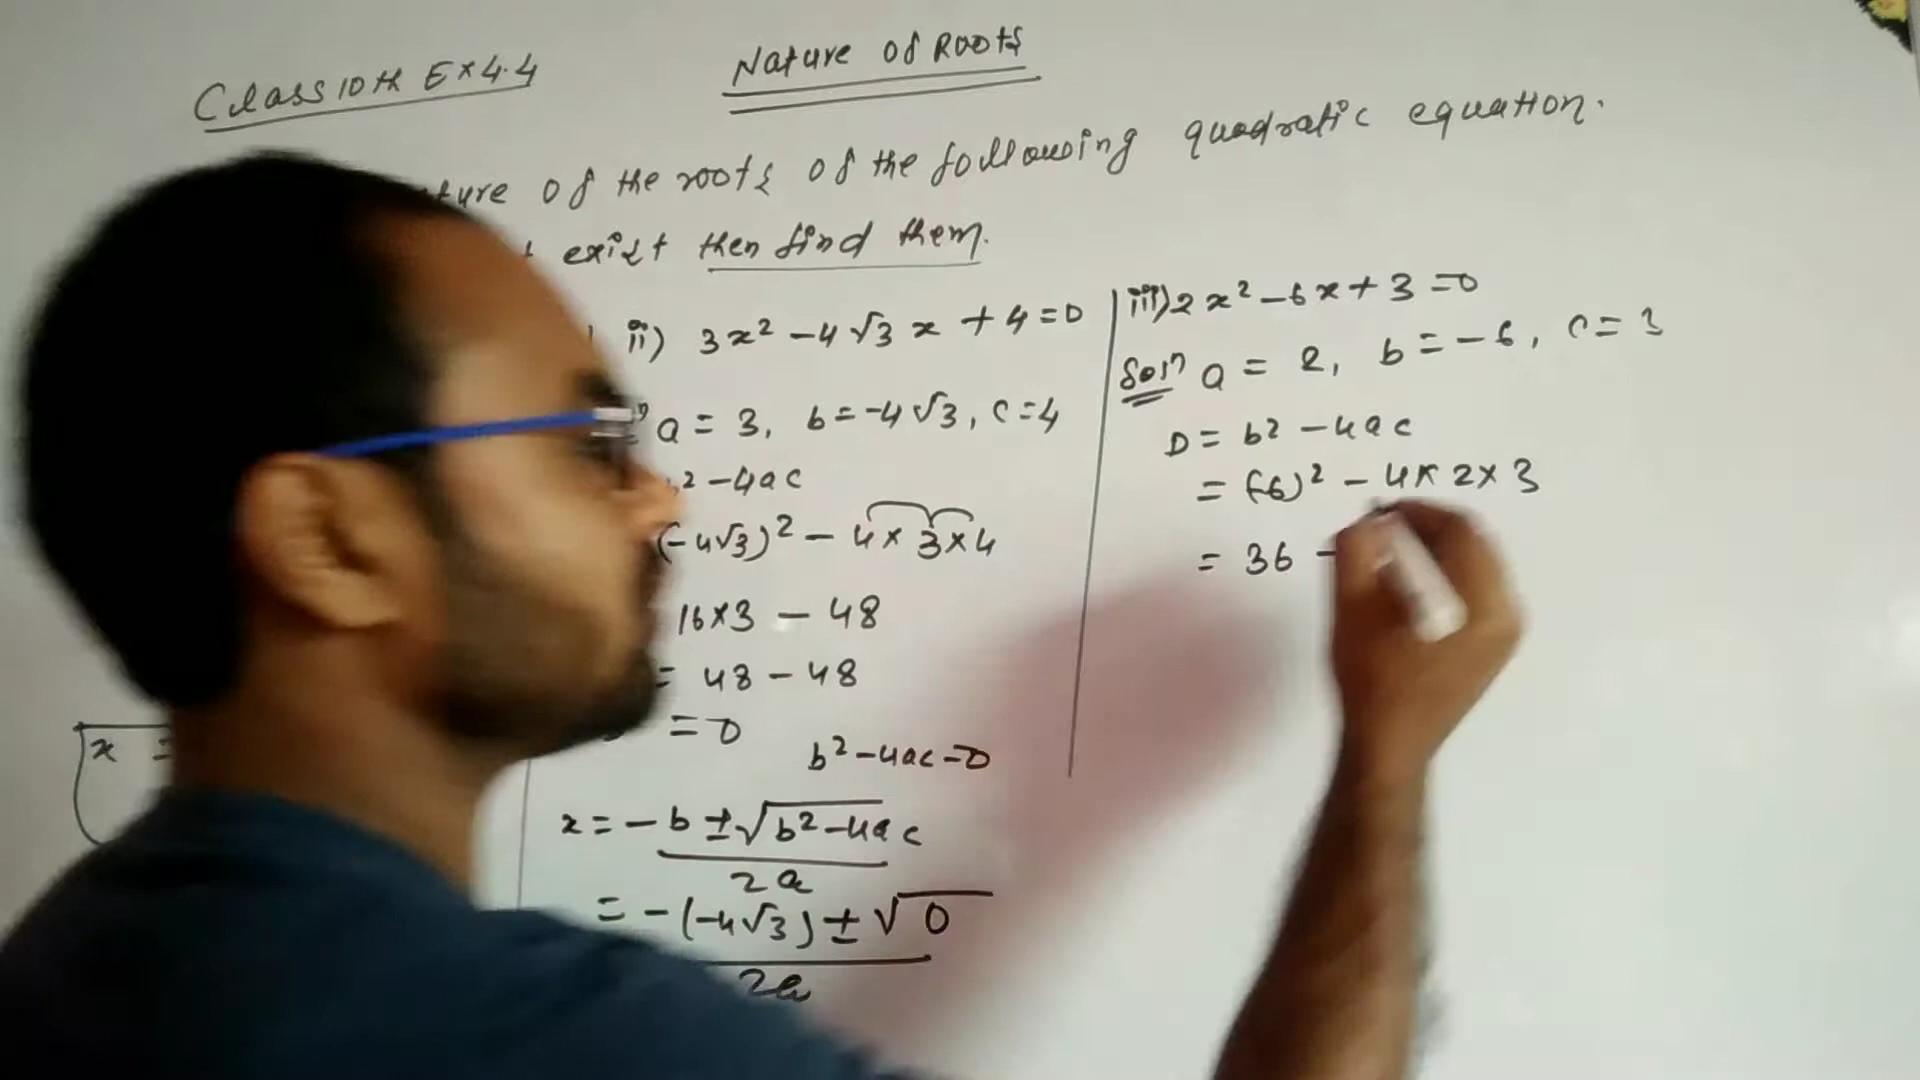 Class 10th Ex 4.4
Nature of Roots
of the roots of the following quadratic equation.
exist then find them.
ii) 3x² - 4√3 x + 4 = 0
a = 3, b = -4√3, c = 4
² - 4ac
(-4√3)² - 4 × 3 × 4
16×3 - 48
= 48 - 48
= 0
b² - 4ac = 0
x = -b ± √b² - 4ac
2a
= -(-4√3) ± √0
2a
iii) 2x² - 6x + 3 = 0
Solⁿ a = 2, b = -6, c = 3
D = b² - 4ac
= (-6)² - 4 × 2 × 3
= 36 -
x =